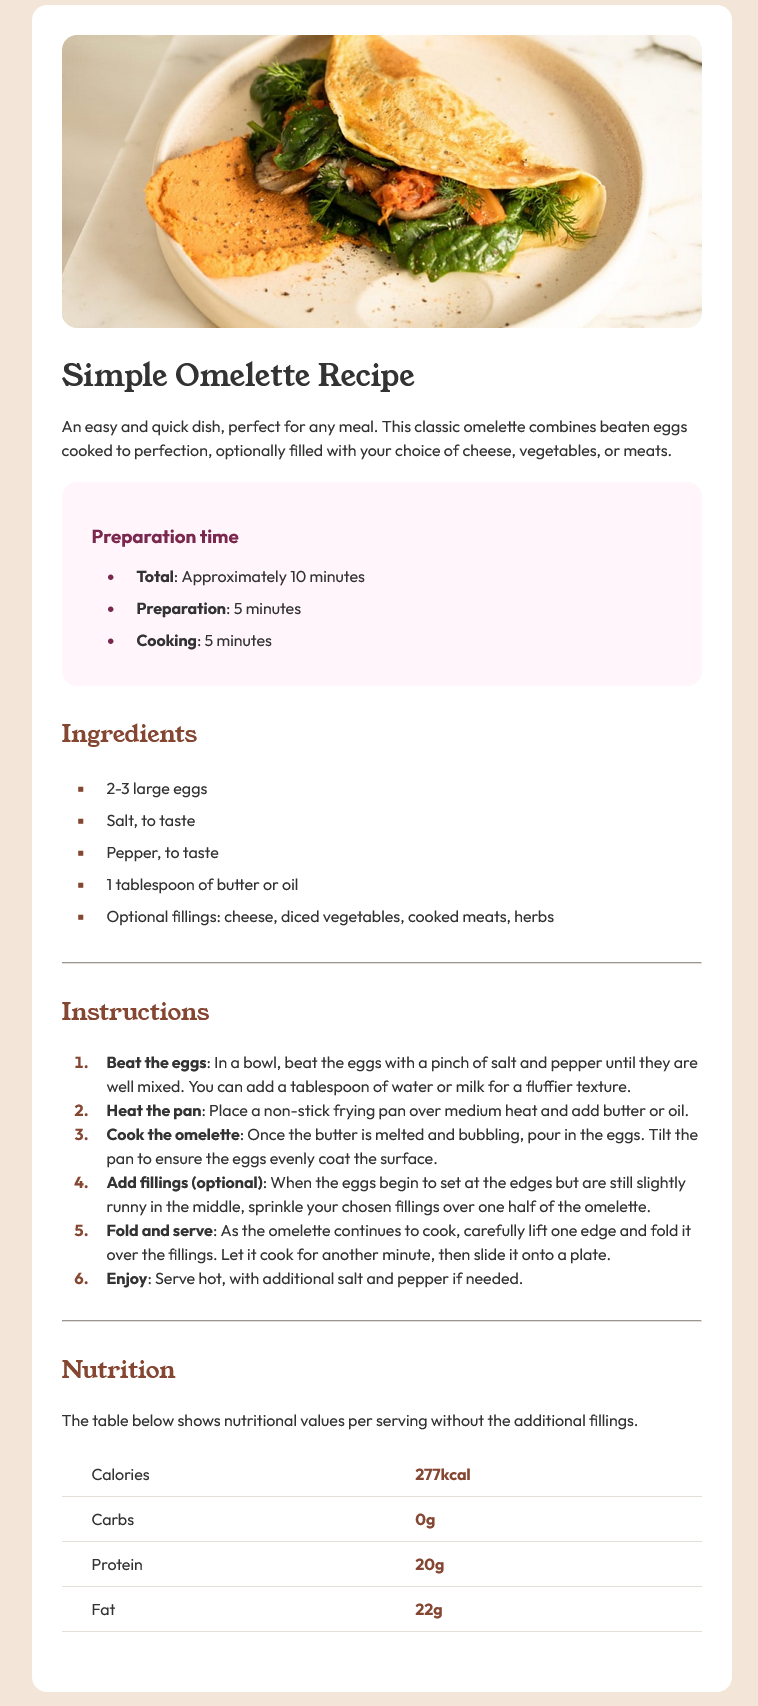 Simple Omelette Recipe
An easy and quick dish, perfect for any meal. This classic omelette combines beaten eggs
cooked to perfection, optionally filled with your choice of cheese, vegetables, or meats.
Preparation time
• Total: Approximately 10 minutes
• Preparation: 5 minutes
• Cooking: 5 minutes
Ingredients
▪ 2-3 large eggs
▪ Salt, to taste
▪ Pepper, to taste
▪ 1 tablespoon of butter or oil
▪ Optional fillings: cheese, diced vegetables, cooked meats, herbs
Instructions
1. Beat the eggs: In a bowl, beat the eggs with a pinch of salt and pepper until they are
well mixed. You can add a tablespoon of water or milk for a fluffier texture.
2. Heat the pan: Place a non-stick frying pan over medium heat and add butter or oil.
3. Cook the omelette: Once the butter is melted and bubbling, pour in the eggs. Tilt the
pan to ensure the eggs evenly coat the surface.
4. Add fillings (optional): When the eggs begin to set at the edges but are still slightly
runny in the middle, sprinkle your chosen fillings over one half of the omelette.
5. Fold and serve: As the omelette continues to cook, carefully lift one edge and fold it
over the fillings. Let it cook for another minute, then slide it onto a plate.
6. Enjoy: Serve hot, with additional salt and pepper if needed.
Nutrition
The table below shows nutritional values per serving without the additional fillings.
Calories 277kcal
Carbs 0g
Protein 20g
Fat 22g